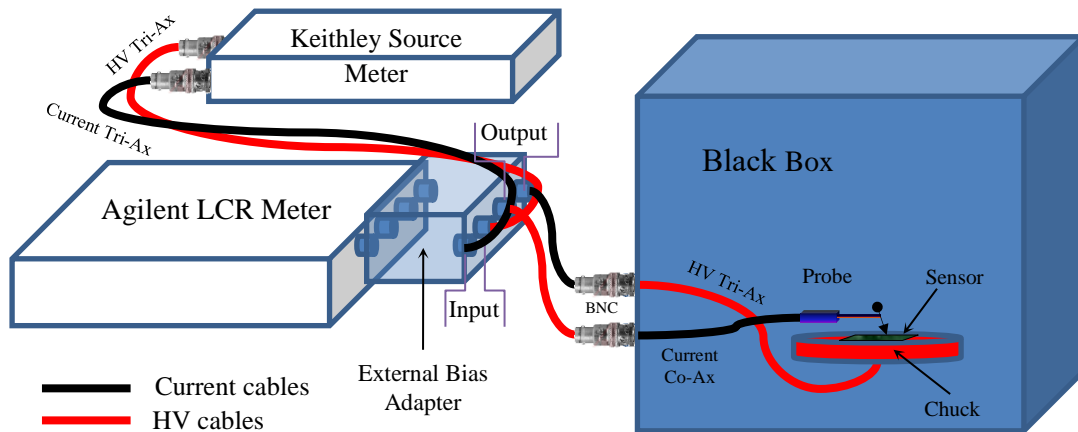 HV Tri-Ax
Keithley Source
Meter
Current Tri-Ax
Output
Black Box
Agilent LCR Meter
HV Tri-Ax
Probe
Sensor
Input
BNC
Current
Co-Ax
External Bias
Adapter
Chuck
Current cables
HV cables